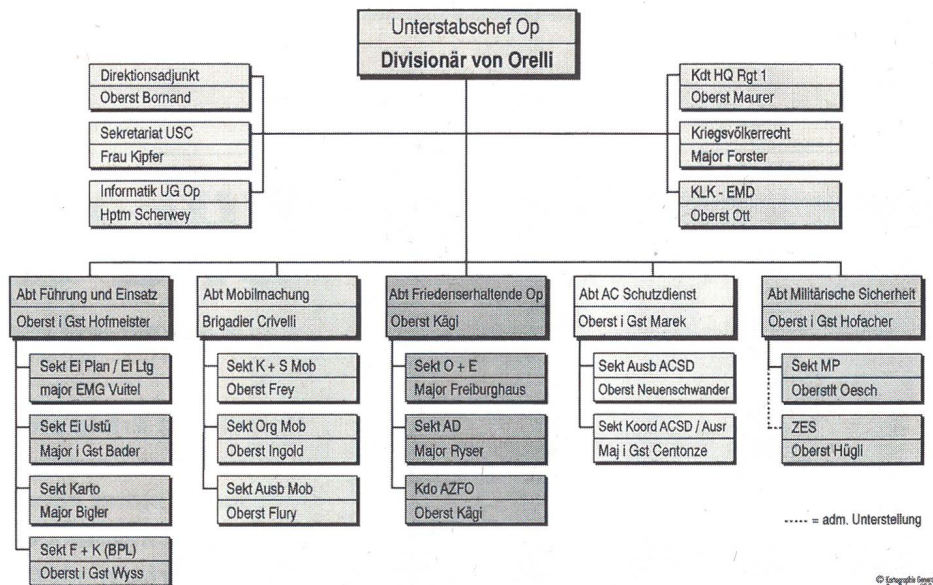 Unterstabschef Op
Divisionär von Orelli
Direktionsadjunkt
Oberst Bornand
Sekretariat USC
Frau Kipfer
Informatik UG Op
Hptm Scherwey
Kdt HQ Rgt 1
Oberst Maurer
Kriegsvölkerrecht
Major Forster
KLK - EMD
Oberst Ott
Abt Führung und Einsatz
Oberst i Gst Hofmeister
Sekt Ei Plan / Ei Ltg
major EMG Vuitel
Sekt Ei Ustü
Major i Gst Bader
Sekt Karto
Major Bigler
Sekt F + K (BPL)
Oberst i Gst Wyss
Abt Mobilmachung
Brigadier Crivelli
Sekt K + S Mob
Oberst Frey
Sekt Org Mob
Oberst Ingold
Sekt Ausb Mob
Oberst Flury
Abt Friedenserhaltende Op
Oberst Kägi
Sekt O + E
Major Freiburghaus
Sekt AD
Major Ryser
Kdo AZFO
Oberst Kägi
Abt AC Schutzdienst
Oberst i Gst Marek
Sekt Ausb ACSD
Oberst Neuenschwander
Sekt Koord ACSD / Ausr
Maj i Gst Centonze
Abt Militärische Sicherheit
Oberst i Gst Hofacher
Sekt MP
Oberstlt Oesch
ZES
Oberst Hügli
= adm. Unterstellung